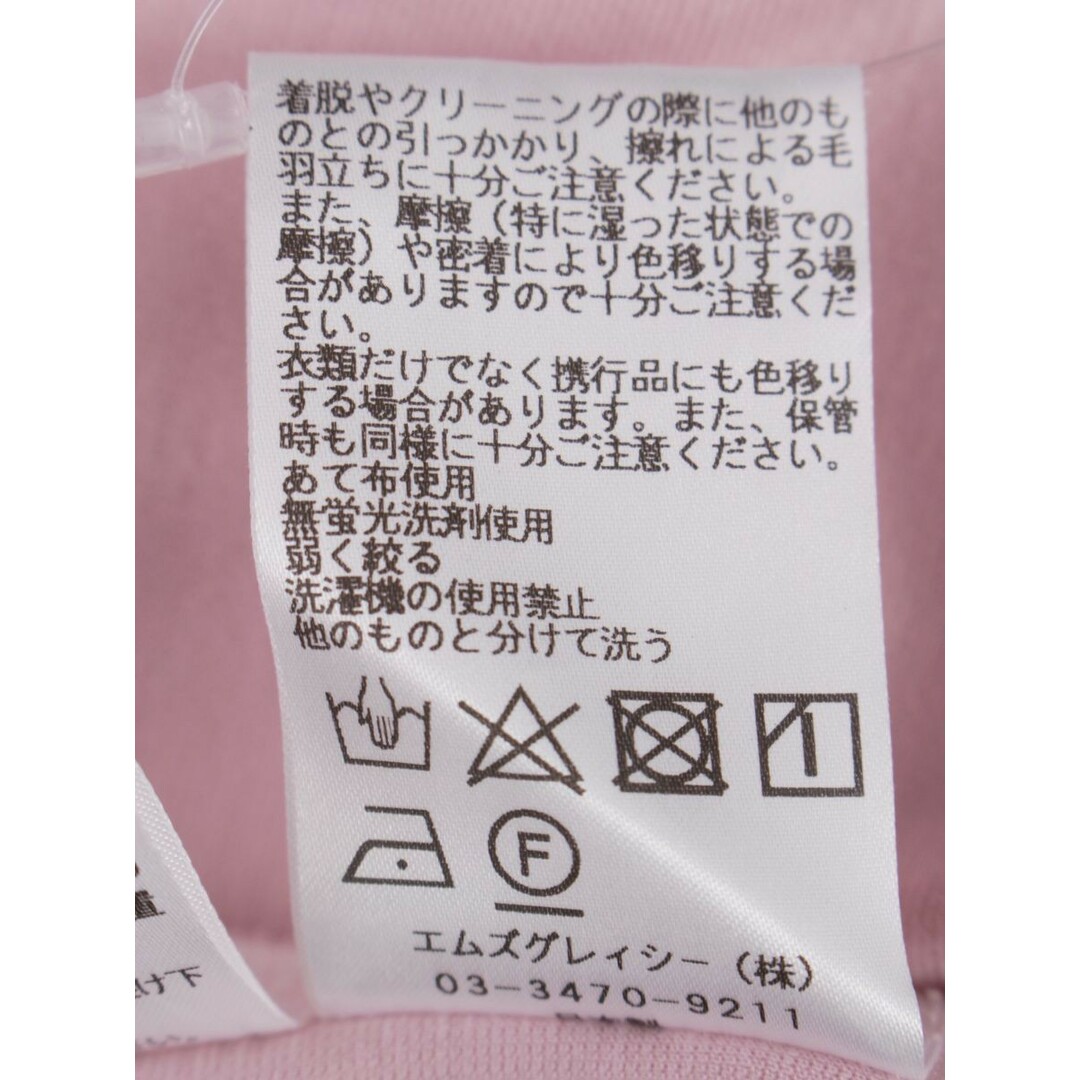 着脱やクリーニングの際に他のも
のとの引っかかり、擦れによる毛
羽立ちに十分ご注意ください。
また、摩擦（特に湿った状態での
摩擦）や密着により色移りする場
合がありますので十分ご注意くだ
さい。
衣類だけでなく携行品にも色移り
する場合があります。また、保管
時も同様に十分ご注意ください。
あて布使用
無蛍光洗剤使用
弱く絞る
洗濯機の使用禁止
他のものと分けて洗う
F
エムズグレイシー（株）
03-3470-9211
日本製
け下